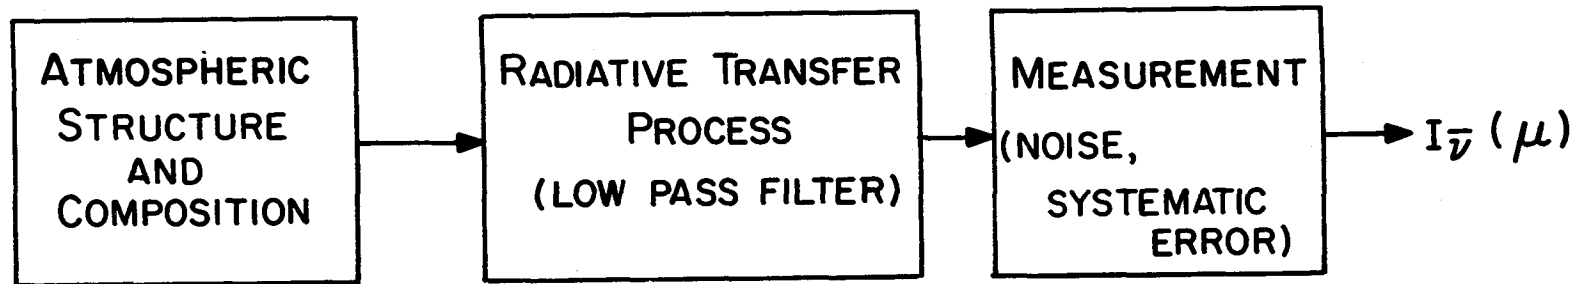 ATMOSPHERIC
STRUCTURE
AND
COMPOSITION
RADIATIVE TRANSFER
PROCESS
(LOW PASS FILTER)
MEASUREMENT
(NOISE,
SYSTEMATIC
ERROR)
I_ν̅ (μ)